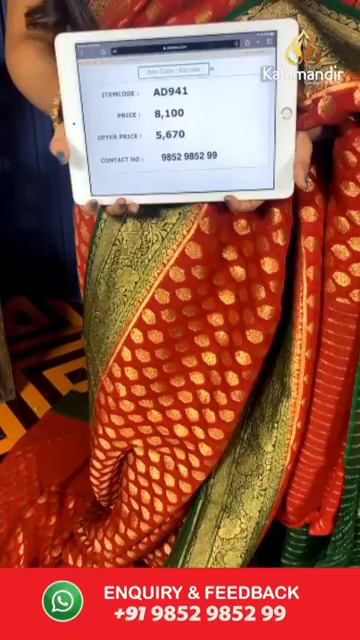 Kalamandir
ITEMCODE : AD941
PRICE : 8,100
OFFER PRICE : 5,670
CONTACT NO : 9852 9852 99
ENQUIRY & FEEDBACK
+91 9852 9852 99